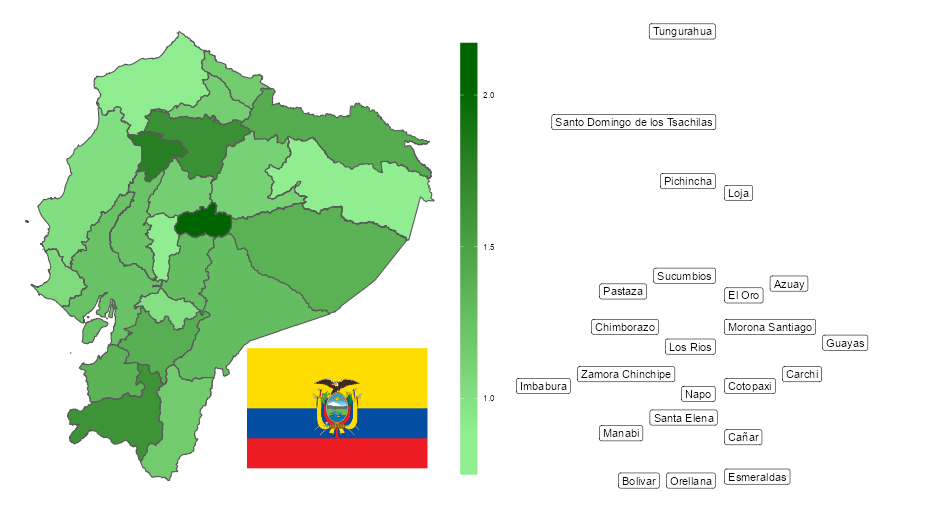 Tungurahua
2.0
Santo Domingo de los Tsachilas
Pichincha
Loja
1.5
Sucumbios
Azuay
Pastaza
El Oro
Chimborazo
Morona Santiago
Guayas
Los Rios
Zamora Chinchipe
Carchi
Imbabura
Cotopaxi
Napo
1.0
Santa Elena
Manabi
Cañar
Esmeraldas
Bolivar
Orellana